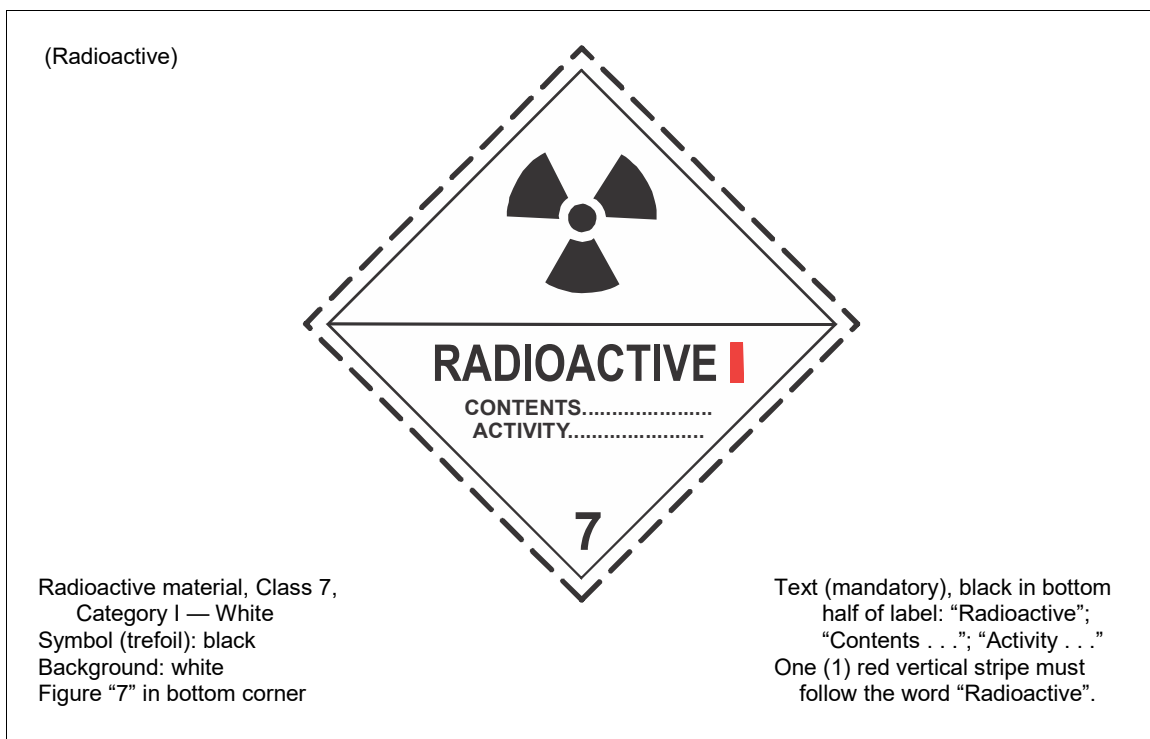 (Radioactive)
RADIOACTIVE I
CONTENTS......................
ACTIVITY.......................
7
Radioactive material, Class 7,
Category I — White
Symbol (trefoil): black
Background: white
Figure “7” in bottom corner
Text (mandatory), black in bottom
half of label: “Radioactive”;
“Contents . . .”; “Activity . . .”
One (1) red vertical stripe must
follow the word “Radioactive”.